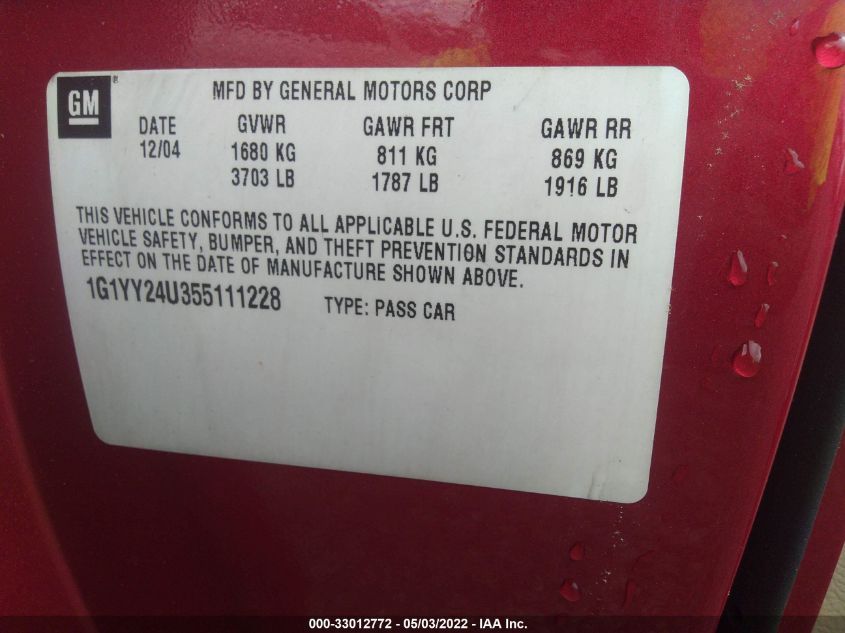 GM®
MFD BY GENERAL MOTORS CORP
DATE GVWR GAWR FRT GAWR RR
12/04 1680 KG 811 KG 869 KG
3703 LB 1787 LB 1916 LB
THIS VEHICLE CONFORMS TO ALL APPLICABLE U.S. FEDERAL MOTOR
VEHICLE SAFETY, BUMPER, AND THEFT PREVENTION STANDARDS IN
EFFECT ON THE DATE OF MANUFACTURE SHOWN ABOVE.
1G1YY24U355111228 TYPE: PASS CAR
000-33012772 - 05/03/2022 - IAA Inc.